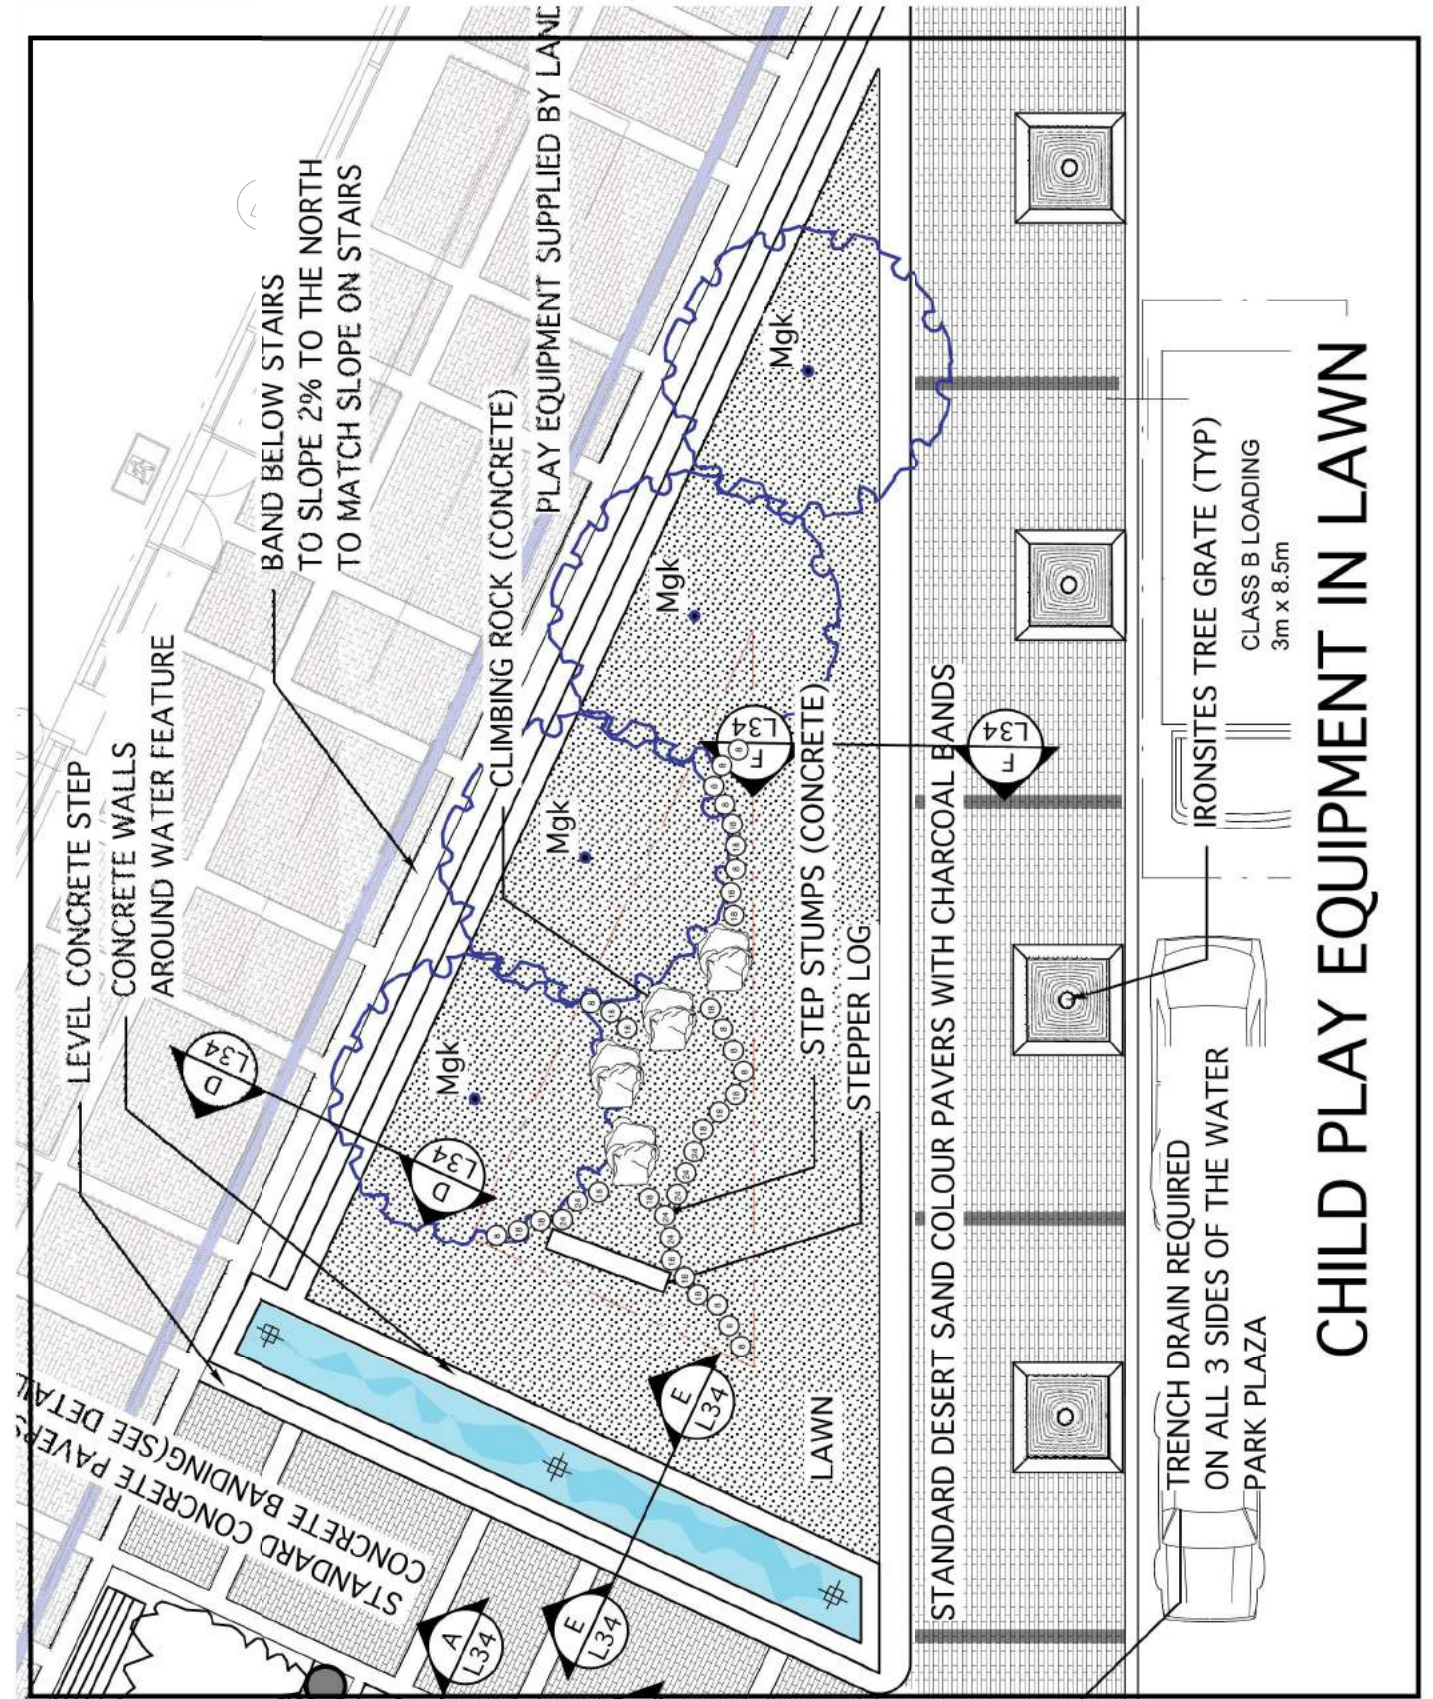 LEVEL CONCRETE STEP
CONCRETE WALLS
AROUND WATER FEATURE
BAND BELOW STAIRS
TO SLOPE 2% TO THE NORTH
TO MATCH SLOPE ON STAIRS
CLIMBING ROCK (CONCRETE)
PLAY EQUIPMENT SUPPLIED BY LAND
STANDARD CONCRETE PAVERS
CONCRETE BANDING(SEE DETAIL
D
L34
D
L34
Mgk
Mgk
Mgk
Mgk
F
L34
F
L34
STEP STUMPS (CONCRETE)
STEPPER LOG
LAWN
E
L34
E
L34
A
L34
STANDARD DESERT SAND COLOUR PAVERS WITH CHARCOAL BANDS
TRENCH DRAIN REQUIRED
ON ALL 3 SIDES OF THE WATER
PARK PLAZA
IRONSITES TREE GRATE (TYP)
CLASS B LOADING
3m x 8.5m
CHILD PLAY EQUIPMENT IN LAWN